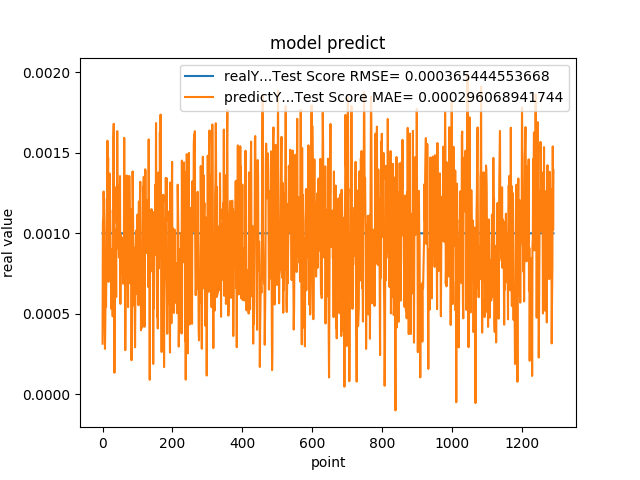 model predict
realY...Test Score RMSE= 0.000365444553668
predictY...Test Score MAE= 0.000296068941744
0.0020
0.0015
0.0010
0.0005
0.0000
real value
0 200 400 600 800 1000 1200
point